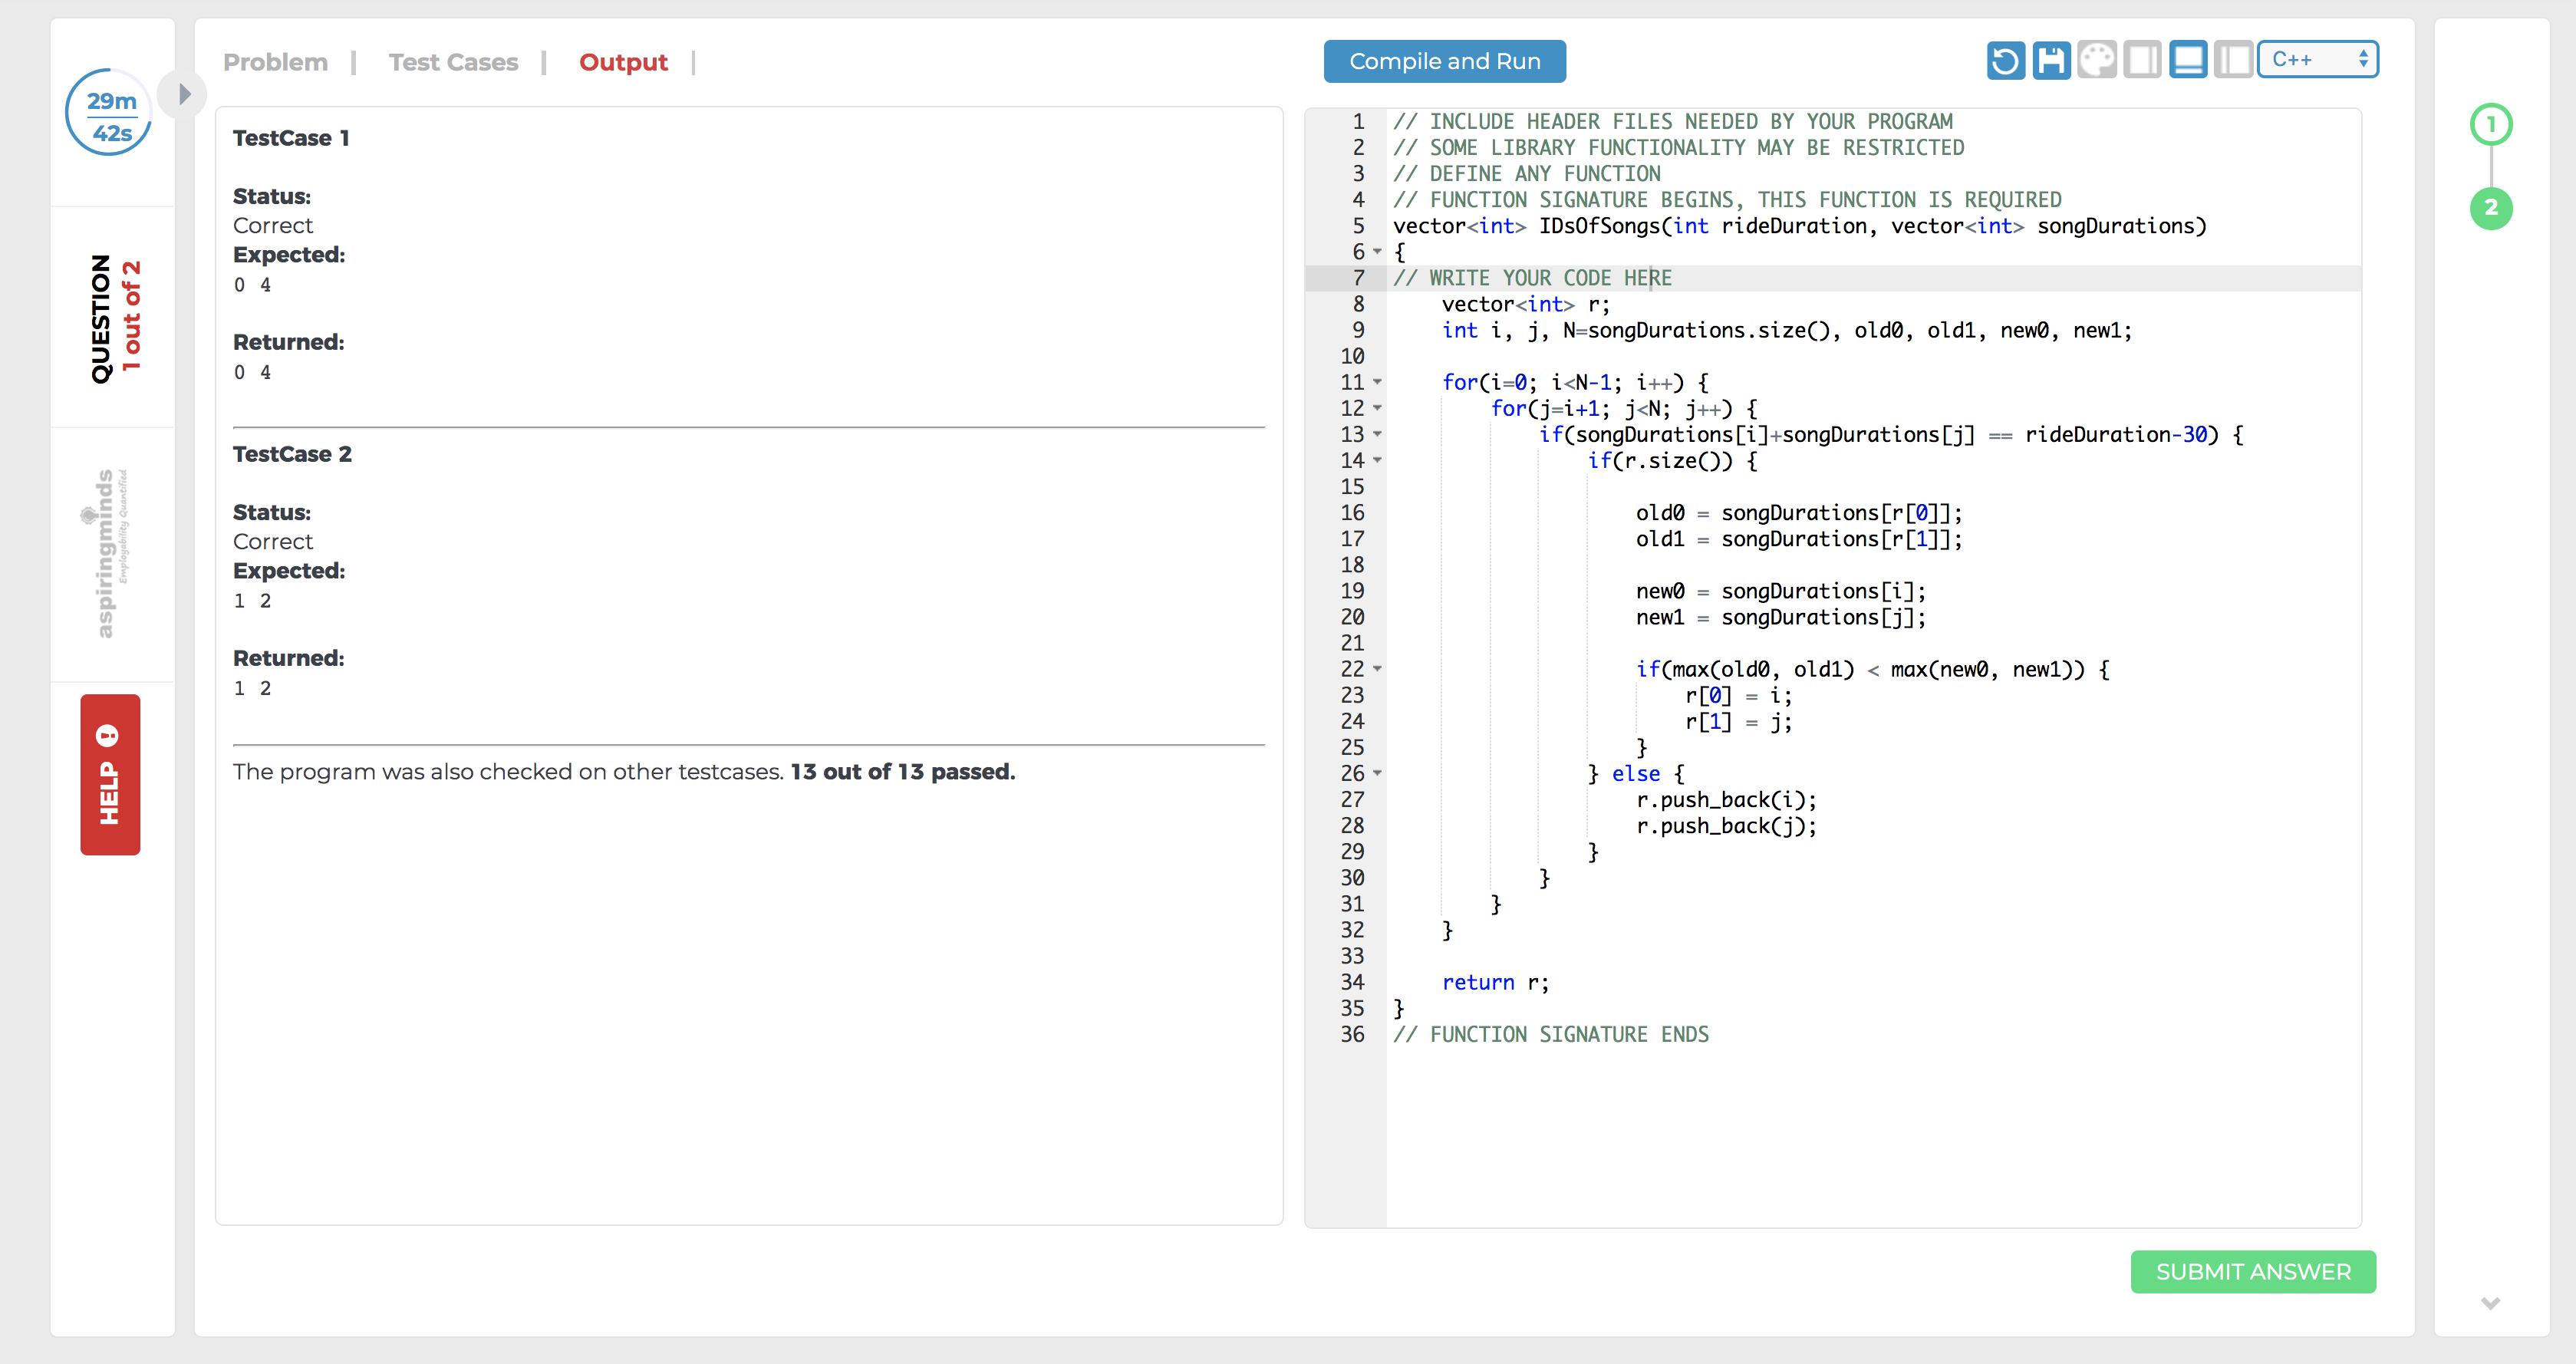 29m
42s
QUESTION
1 out of 2
aspiringminds
Employability Quantified
HELP
Problem | Test Cases | Output |
TestCase 1
Status:
Correct
Expected:
0 4
Returned:
0 4
TestCase 2
Status:
Correct
Expected:
1 2
Returned:
1 2
The program was also checked on other testcases. 13 out of 13 passed.
Compile and Run
C++
1 // INCLUDE HEADER FILES NEEDED BY YOUR PROGRAM
2 // SOME LIBRARY FUNCTIONALITY MAY BE RESTRICTED
3 // DEFINE ANY FUNCTION
4 // FUNCTION SIGNATURE BEGINS, THIS FUNCTION IS REQUIRED
5 vector<int> IDsOfSongs(int rideDuration, vector<int> songDurations)
6 {
7 // WRITE YOUR CODE HERE
8     vector<int> r;
9     int i, j, N=songDurations.size(), old0, old1, new0, new1;
10
11     for(i=0; i<N-1; i++) {
12         for(j=i+1; j<N; j++) {
13             if(songDurations[i]+songDurations[j] == rideDuration-30) {
14                 if(r.size()) {
15
16                     old0 = songDurations[r[0]];
17                     old1 = songDurations[r[1]];
18
19                     new0 = songDurations[i];
20                     new1 = songDurations[j];
21
22                     if(max(old0, old1) < max(new0, new1)) {
23                         r[0] = i;
24                         r[1] = j;
25                     }
26                 } else {
27                     r.push_back(i);
28                     r.push_back(j);
29                 }
30             }
31         }
32     }
33
34     return r;
35 }
36 // FUNCTION SIGNATURE ENDS
SUBMIT ANSWER
1
2